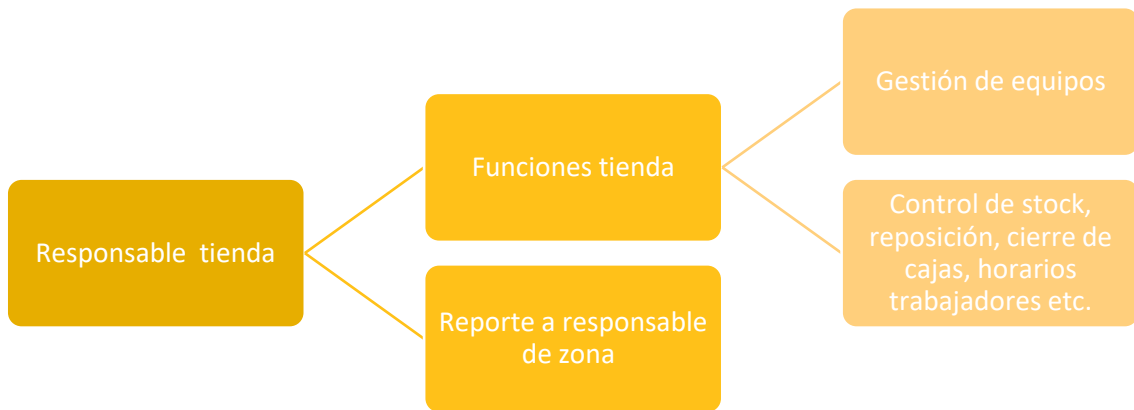 Gestión de equipos
Funciones tienda
Control de stock,
reposición, cierre de
cajas, horarios
trabajadores etc.
Responsable  tienda
Reporte a responsable
de zona